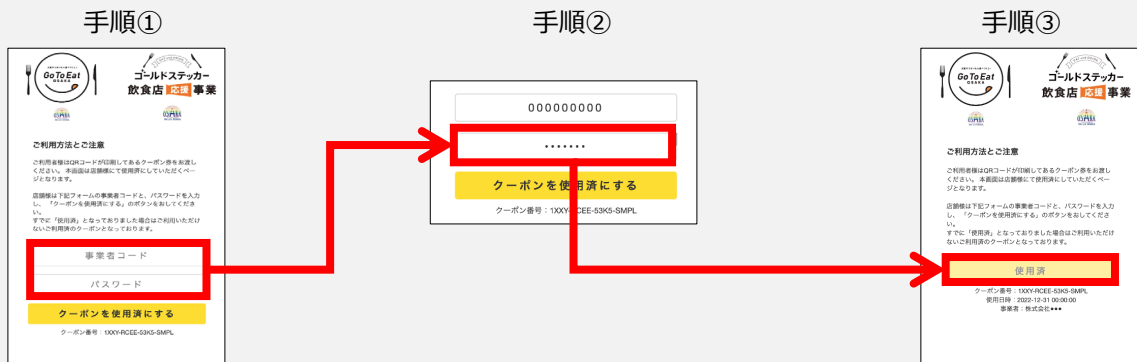 手順①
手順②
手順③
Go To Eat
OSAKA
ゴールドステッカー
飲食店 応援 事業
ご利用方法とご注意
ご利用者様はQRコードが印刷してあるクーポン券をお渡し
ください。本画面は店舗様にて使用済にしていただくペー
ジとなります。
店舗様は下記フォームの事業者コードと、パスワードを入力
し、「クーポンを使用済にする」のボタンをおしてくださ
い。
すでに「使用済」となっておりました場合はご利用いただけ
ないご利用済のクーポンとなっております。
事業者コード
パスワード
クーポンを使用済にする
クーポン番号：1XXY-RCEE-53K5-SMPL
000000000
•••••••
クーポンを使用済にする
クーポン番号：1XXY-RCEE-53K5-SMPL
Go To Eat
OSAKA
ゴールドステッカー
飲食店 応援 事業
ご利用方法とご注意
ご利用者様はQRコードが印刷してあるクーポン券をお渡し
ください。本画面は店舗様にて使用済にしていただくペー
ジとなります。
店舗様は下記フォームの事業者コードと、パスワードを入力
し、「クーポンを使用済にする」のボタンをおしてくださ
い。
すでに「使用済」となっておりました場合はご利用いただけ
ないご利用済のクーポンとなっております。
使用済
クーポン番号：1XXY-RCEE-53K5-SMPL
使用日時：2022-12-31 00:00:00
事業者：株式会社●●●